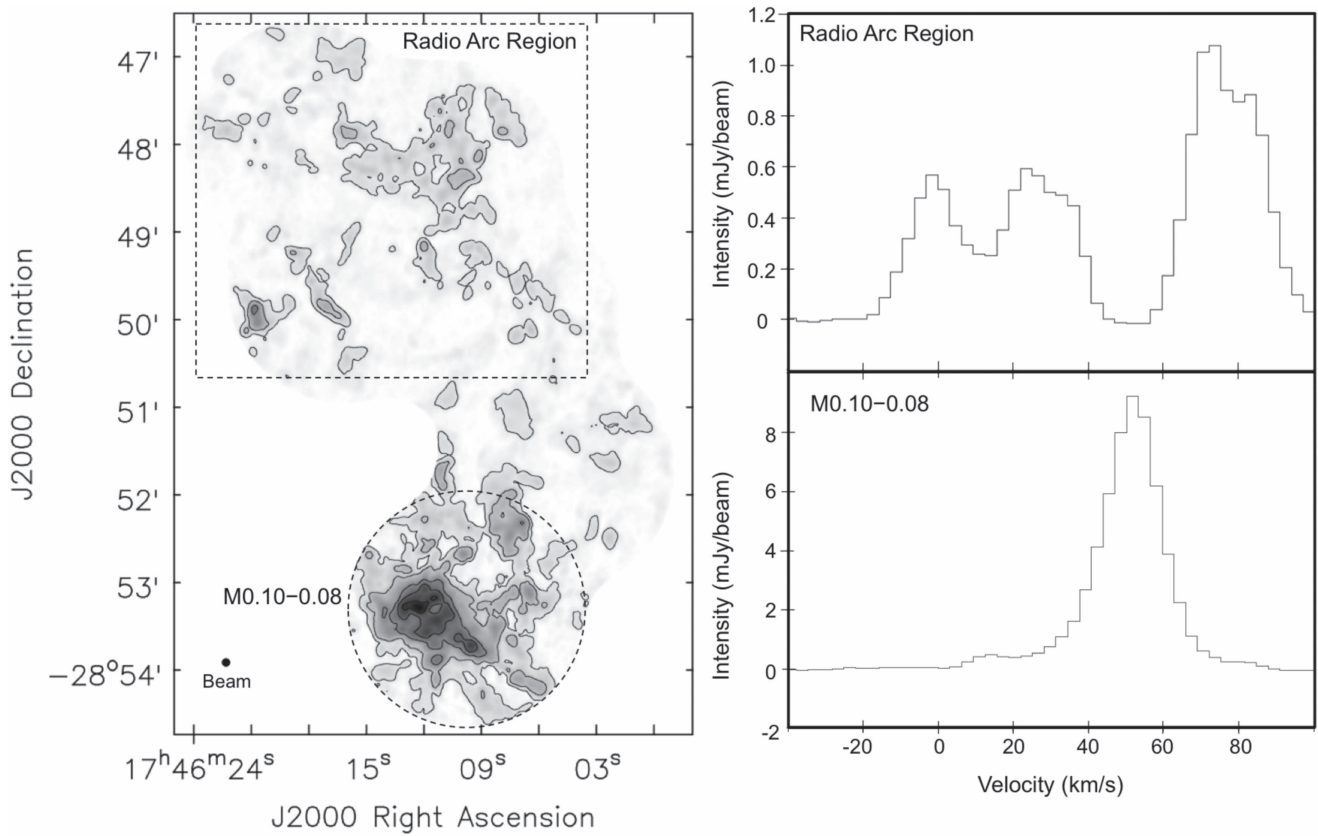 Radio Arc Region
47'
48'
49'
50'
51'
52'
53'
−28°54'
M0.10−0.08
Beam
17ʰ46ᵐ24ˢ
15ˢ
09ˢ
03ˢ
J2000 Right Ascension
J2000 Declination
Radio Arc Region
1.2
1.0
0.8
0.6
0.4
0.2
0
Intensity (mJy/beam)
M0.10−0.08
8
6
4
2
0
-2
Intensity (mJy/beam)
-20
0
20
40
60
80
Velocity (km/s)